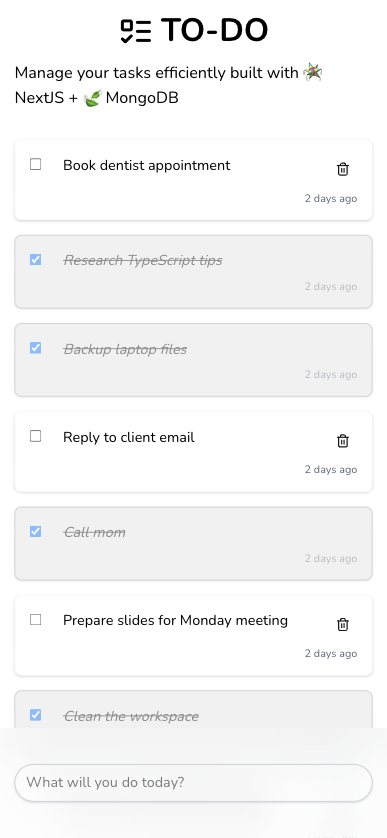 TO-DO
Manage your tasks efficiently built with
NextJS + MongoDB
Book dentist appointment
2 days ago
Research TypeScript tips
2 days ago
Backup laptop files
2 days ago
Reply to client email
2 days ago
Call mom
2 days ago
Prepare slides for Monday meeting
2 days ago
Clean the workspace
What will you do today?